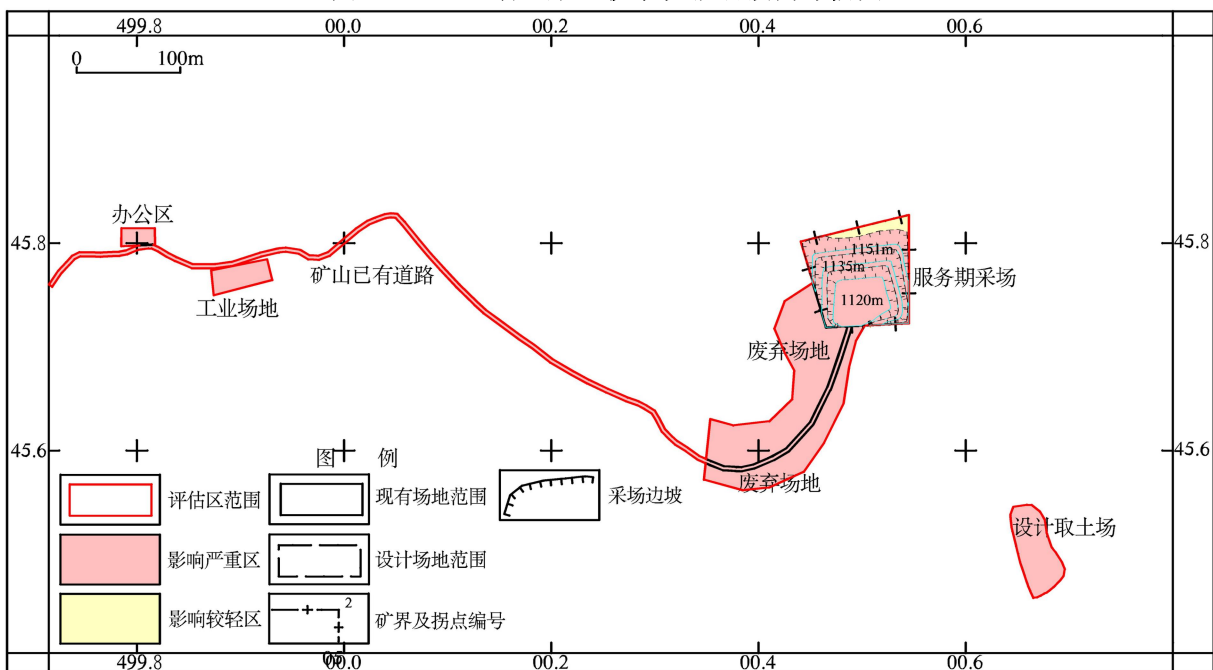 499.8 00.0 00.2 00.4 00.6
0 100m
办公区
45.8 45.8
1151m
1135m
矿山已有道路 服务期采场
工业场地
1120m
废弃场地
45.6 45.6
图 例
废弃场地
评估区范围 现有场地范围 采场边坡
设计取土场
影响严重区 设计场地范围
2
影响较轻区 矿界及拐点编号
499.8 00.0 00.2 00.4 00.6